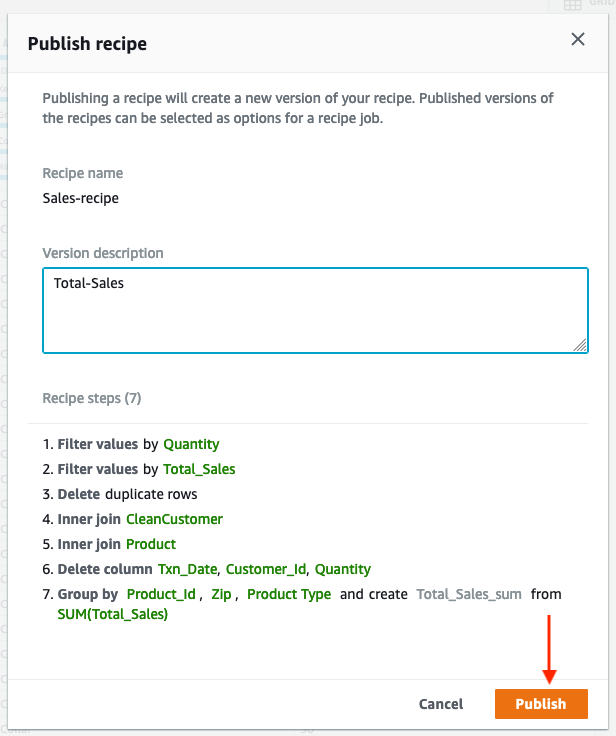 GRID
Publish recipe
Publishing a recipe will create a new version of your recipe. Published versions of
the recipes can be selected as options for a recipe job.
Recipe name
Sales-recipe
Version description
Total-Sales
Recipe steps (7)
1. Filter values by Quantity
2. Filter values by Total_Sales
3. Delete duplicate rows
4. Inner join CleanCustomer
5. Inner join Product
6. Delete column Txn_Date, Customer_Id, Quantity
7. Group by Product_Id , Zip , Product Type and create Total_Sales_sum from
SUM(Total_Sales)
Cancel Publish